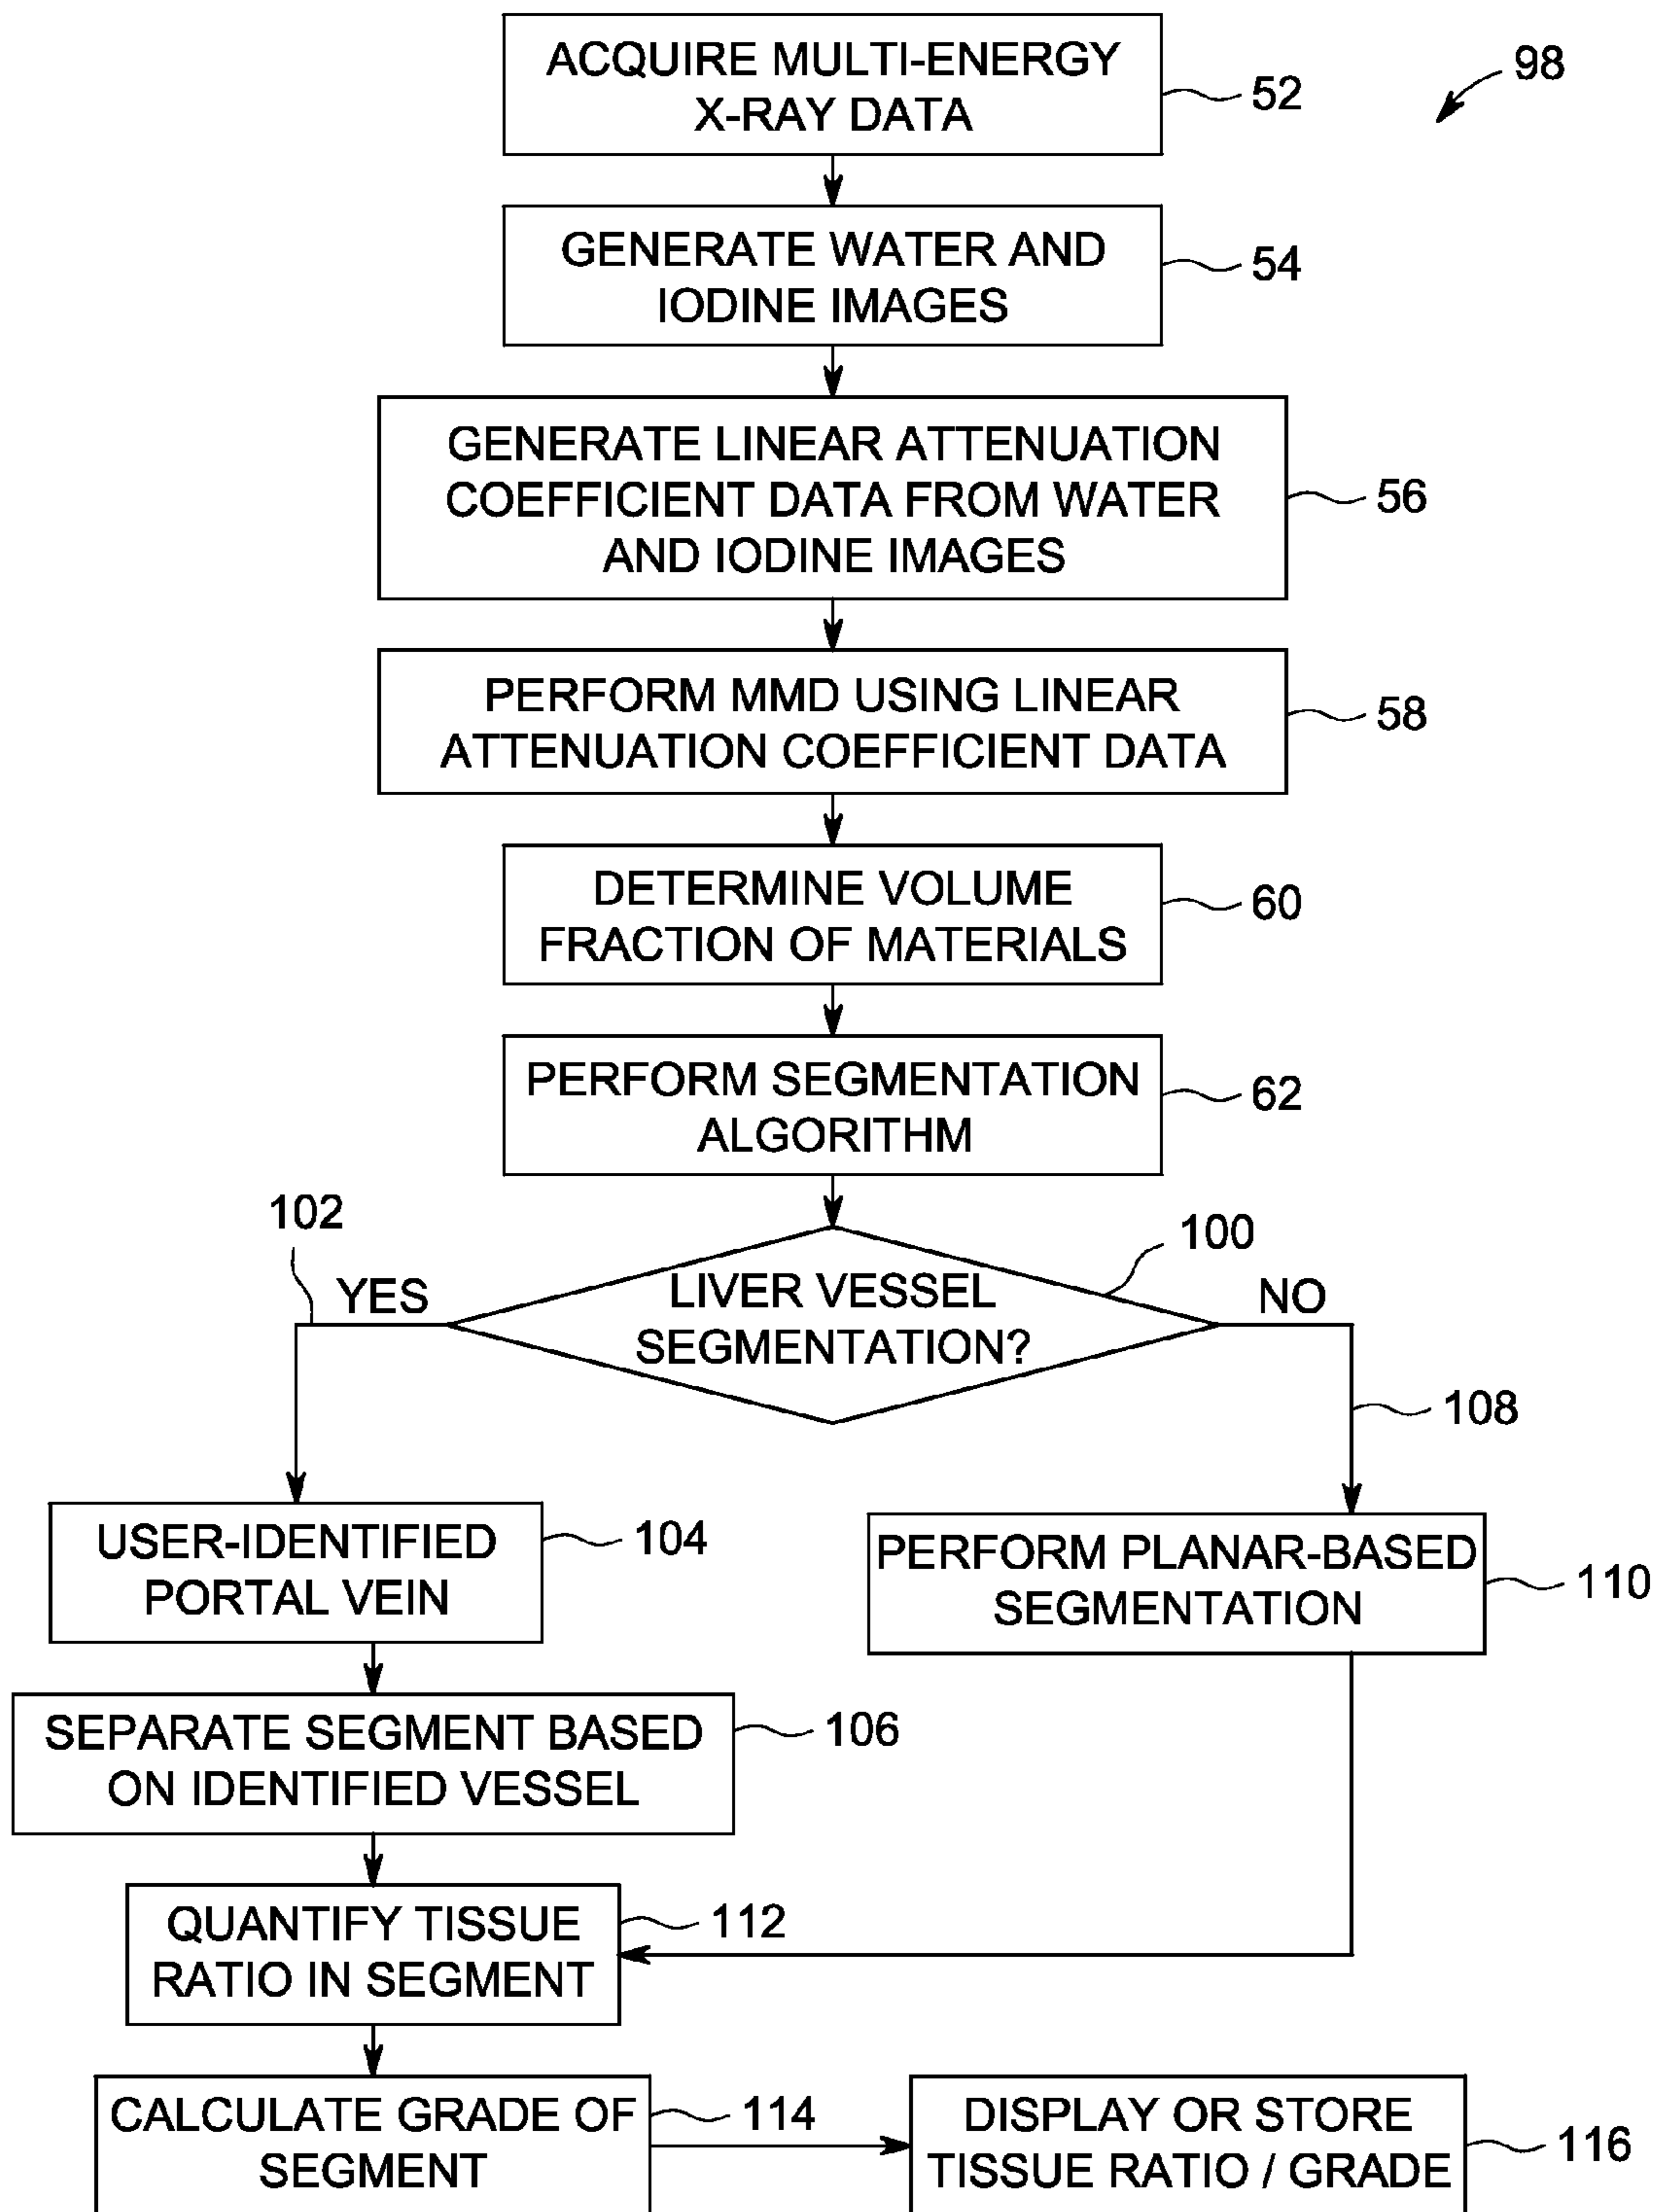 ACQUIRE MULTI-ENERGY
X-RAY DATA
52
98
GENERATE WATER AND
IODINE IMAGES
54
GENERATE LINEAR ATTENUATION
COEFFICIENT DATA FROM WATER
AND IODINE IMAGES
56
PERFORM MMD USING LINEAR
ATTENUATION COEFFICIENT DATA
58
DETERMINE VOLUME
FRACTION OF MATERIALS
60
PERFORM SEGMENTATION
ALGORITHM
62
102
YES
LIVER VESSEL
SEGMENTATION?
100
NO
108
USER-IDENTIFIED
PORTAL VEIN
104
PERFORM PLANAR-BASED
SEGMENTATION
110
SEPARATE SEGMENT BASED
ON IDENTIFIED VESSEL
106
QUANTIFY TISSUE
RATIO IN SEGMENT
112
CALCULATE GRADE OF
SEGMENT
114
DISPLAY OR STORE
TISSUE RATIO / GRADE
116